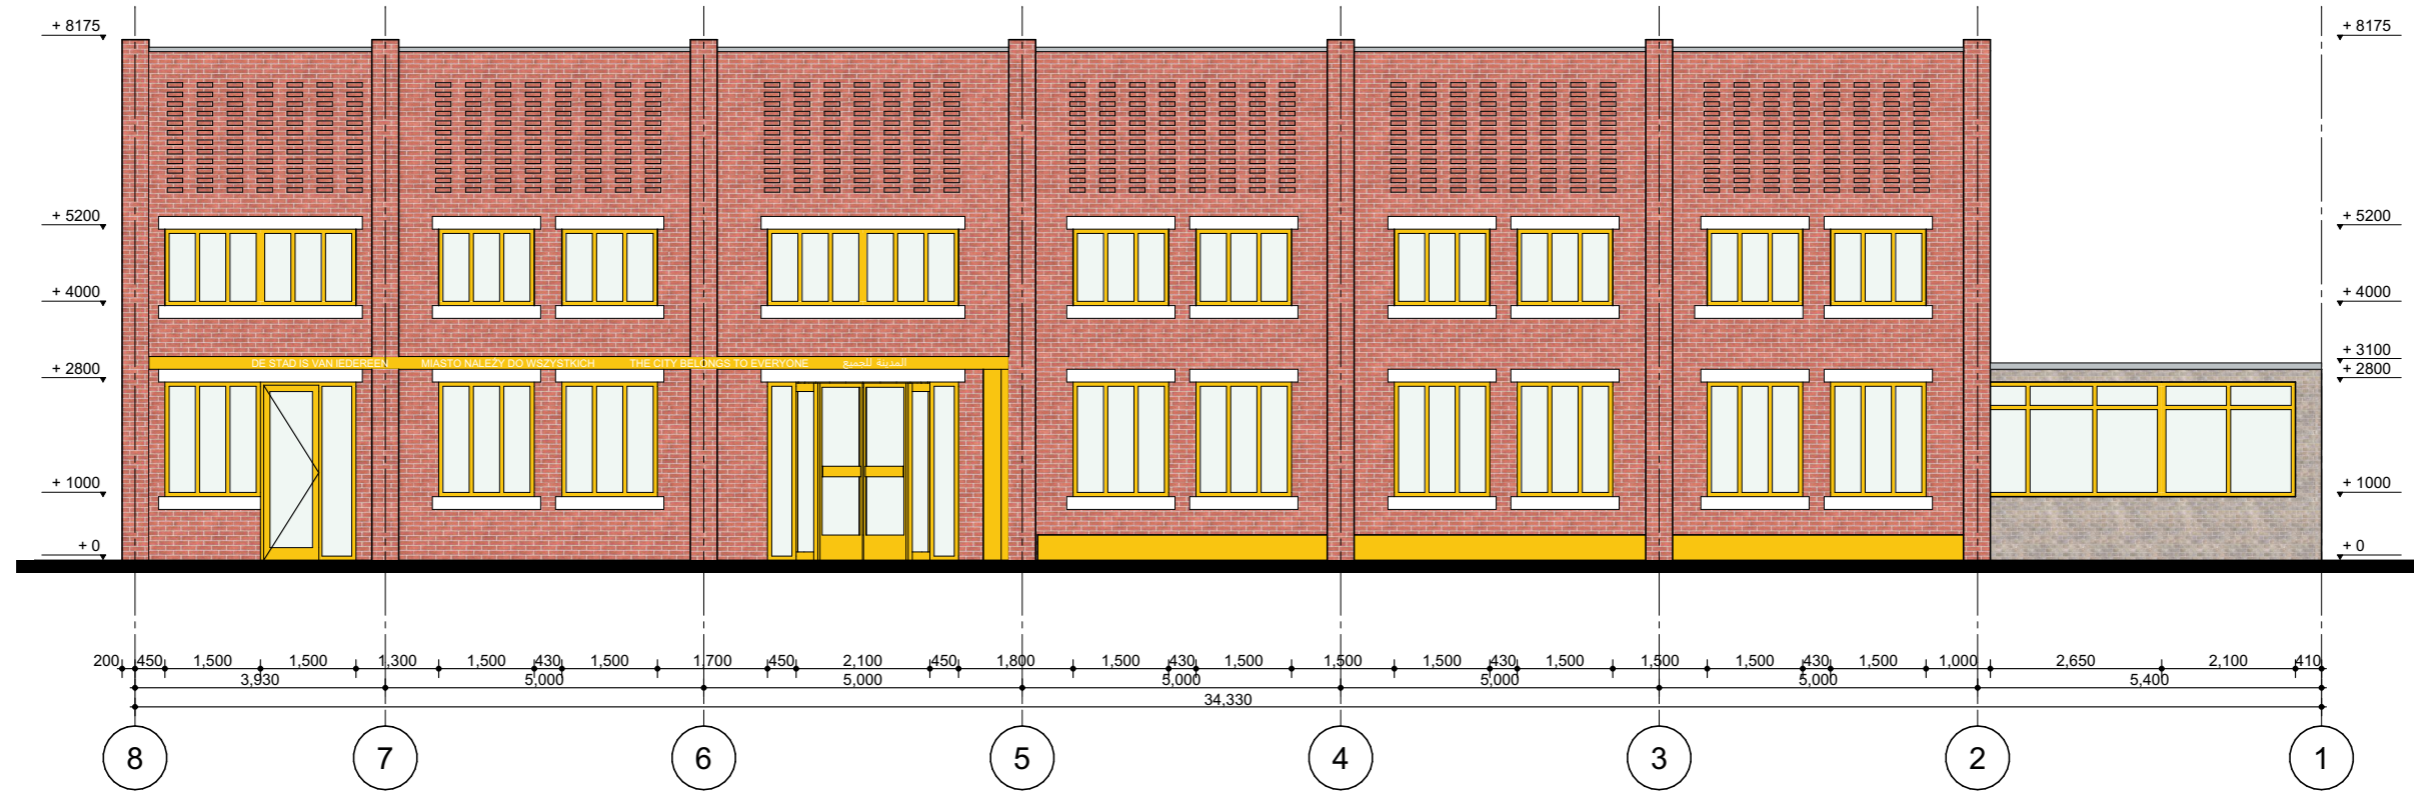 + 8175 + 8175
+ 5200 + 5200
+ 4000 + 4000
+ 3100
DE STAD IS VAN IEDEREEN MIASTO NALEŻY DO WSZYSTKICH THE CITY BELONGS TO EVERYONE المدينة للجميع
+ 2800 + 2800
+ 1000 + 1000
+ 0 + 0
200 450 1,500 1,500 1,300 1,500 430 1,500 1,700 450 2,100 450 1,800 1,500 430 1,500 1,500 1,500 430 1,500 1,500 1,500 430 1,500 1,000 2,650 2,100 410
3,930 5,000 5,000 5,000 5,000 5,000 5,400
34,330
8 7 6 5 4 3 2 1